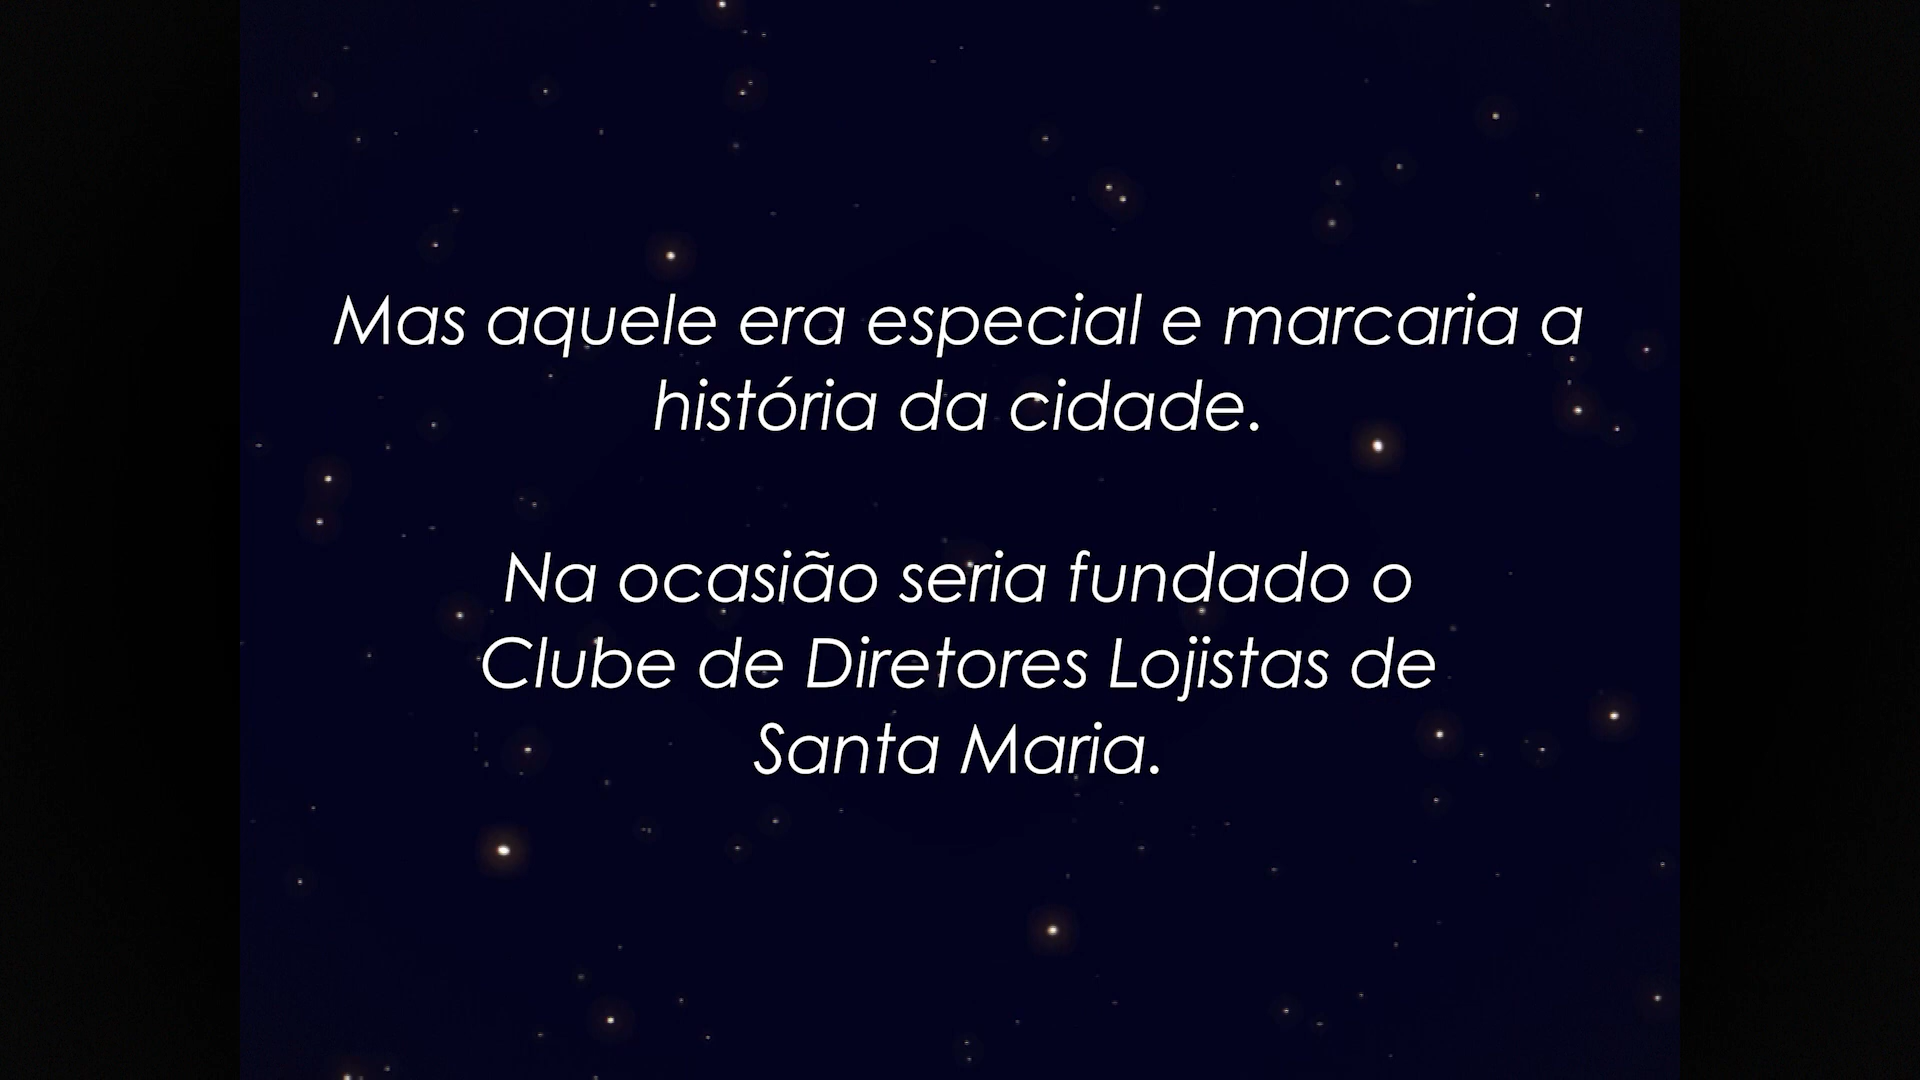 Mas aquele era especial e marcaria a
história da cidade.
Na ocasião seria fundado o
Clube de Diretores Lojistas de
Santa Maria.